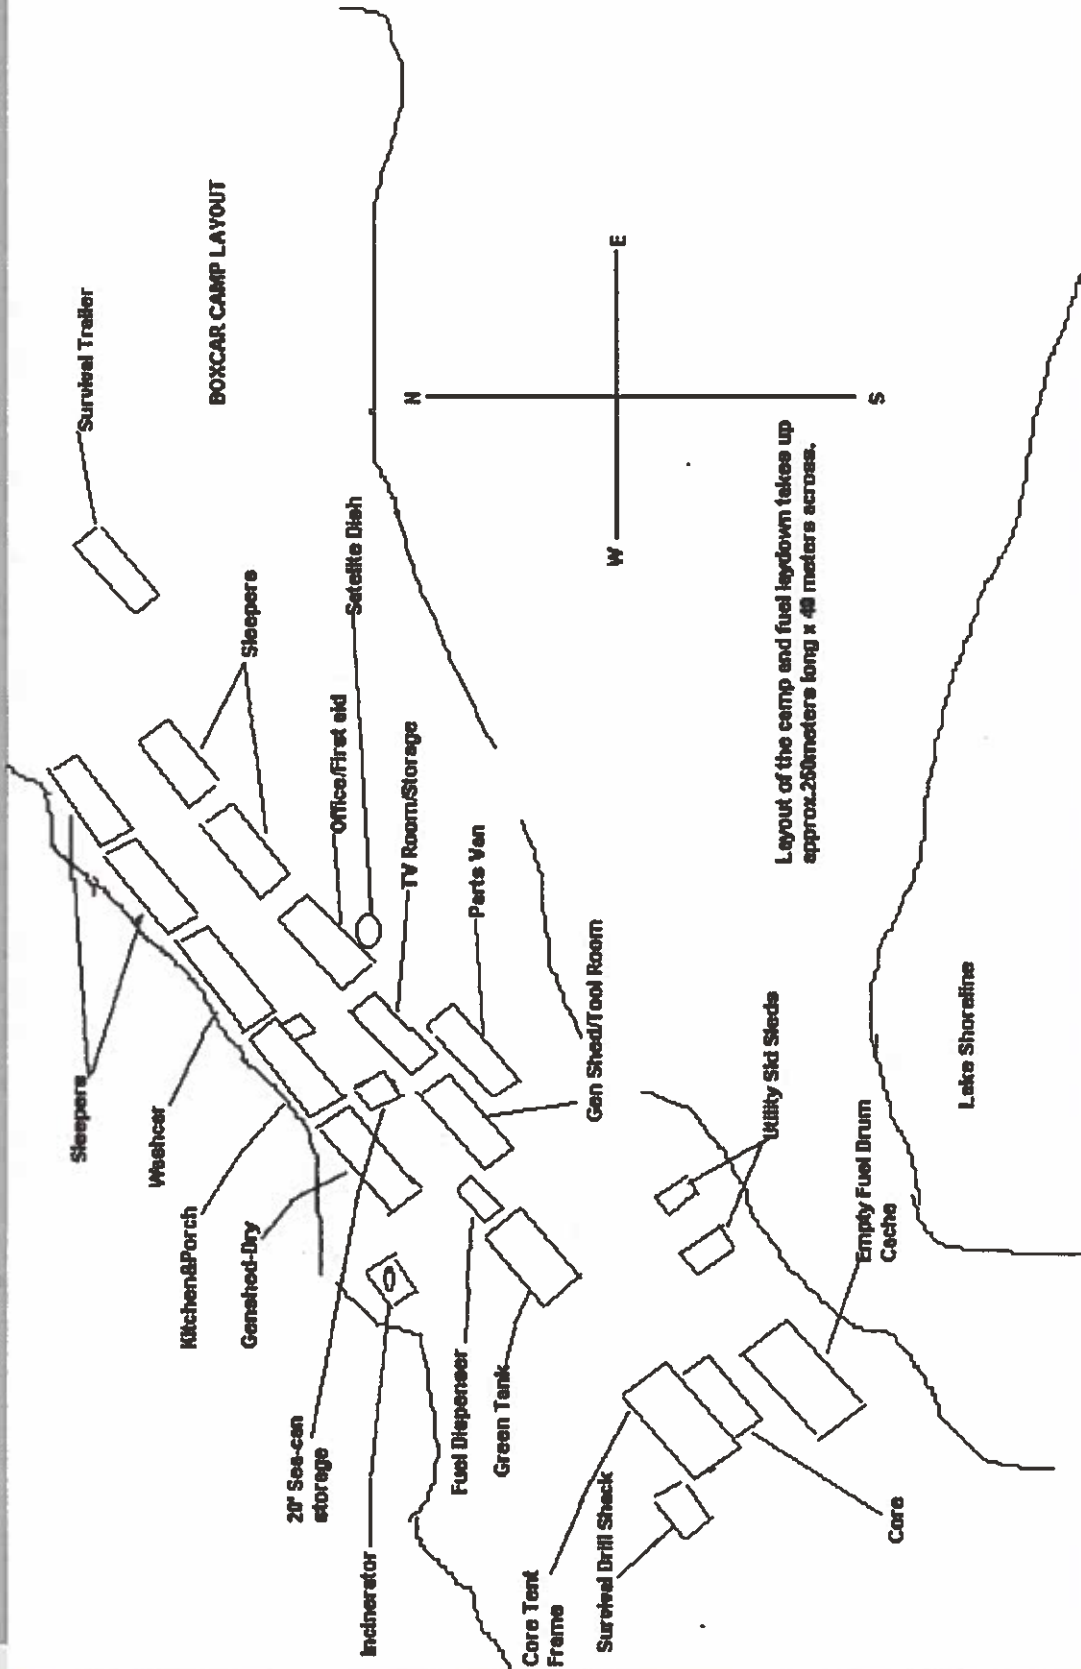 Sleepers
Survival Trailer
Washcar
Kitchen&Porch
BOXCAR CAMP LAYOUT
Genshed-Dry
Sleepers
20' Sea-can
storage
Office/First aid
Satelite Dish
Incinerator
TV Room/Storage
N
Fuel Dispenser
Parts Van
Green Tank
Core Tent
Frame
Gen Shed/Tool Room
Survival Drill Shack
W
E
Utility Sid Sleds
Layout of the camp and fuel laydown takes up
approx.250meters long x 40 meters across.
Empty Fuel Drum
Cache
S
Core
Lake Shoreline